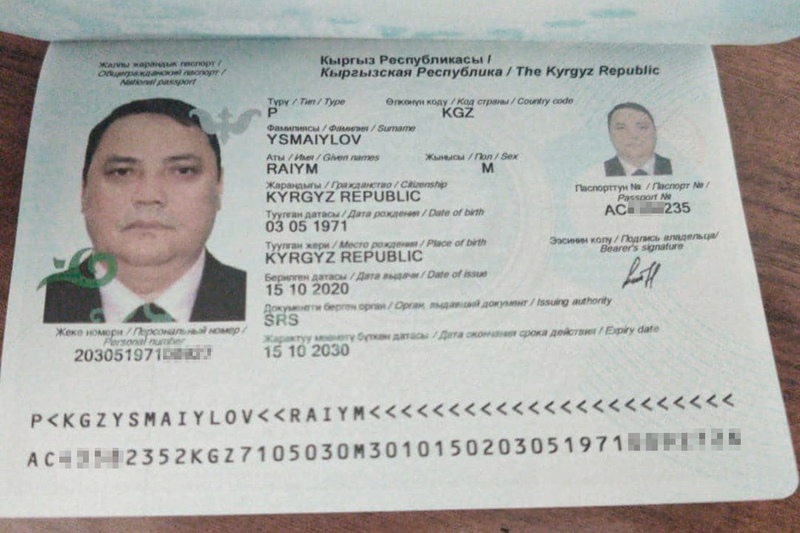 Жалпы жарандык паспорт /
Общегражданский паспорт /
National passport
Кыргыз Республикасы /
Кыргызская Республика / The Kyrgyz Republic
Түрү / Тип / Type
Өлкөнүн коду / Код страны / Country code
P
KGZ
Фамилиясы / Фамилия / Surname
YSMAIYLOV
Аты / Имя / Given names
Жынысы / Пол / Sex
RAIYM
M
Жарандыгы / Гражданство / Citizenship
KYRGYZ REPUBLIC
Туулган датасы / Дата рождения / Date of birth
03 05 1971
Туулган жери / Место рождения / Place of birth
KYRGYZ REPUBLIC
Берилген датасы / Дата выдачи / Date of issue
15 10 2020
Документти берген орган / Орган, выдавший документ / Issuing authority
SRS
Жарактуу мөөнөтү бүткөн датасы / Дата окончания срока действия / Expiry date
15 10 2030
Паспорттун № / Паспорт № /
Passport №
AC 235
Ээсинин колу / Подпись владельца/
Bearer's signature
Жеке номери / Персональный номер /
Personal number
203051971
P<KGZYSMAIYLOV<<RAIYM<<<<<<<<<<<<<<<<<<<<<<<
AC 2352KGZ7105030M3010150203051971